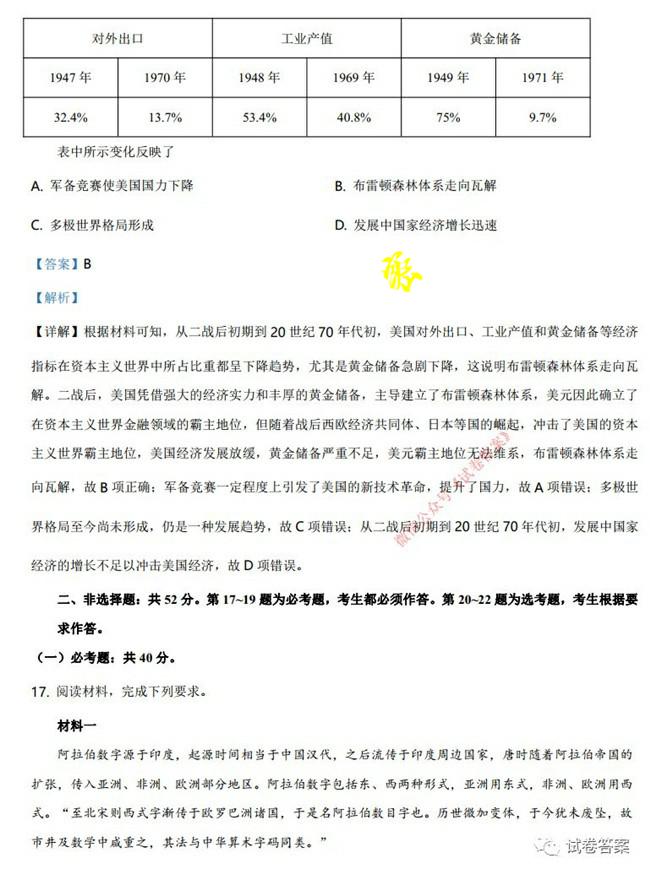 对外出口 工业产值 黄金储备
1947 年 1970 年 1948 年 1969 年 1949 年 1971 年
32.4% 13.7% 53.4% 40.8% 75% 9.7%
表中所示变化反映了
A. 军备竞赛使美国国力下降 B. 布雷顿森林体系走向瓦解
C. 多极世界格局形成 D. 发展中国家经济增长迅速
【答案】B
【解析】
【详解】根据材料可知，从二战后初期到 20 世纪 70 年代初，美国对外出口、工业产值和黄金储备等经济
指标在资本主义世界中所占比重都呈下降趋势，尤其是黄金储备急剧下降，这说明布雷顿森林体系走向瓦
解。二战后，美国凭借强大的经济实力和丰厚的黄金储备，主导建立了布雷顿森林体系，美元因此确立了
在资本主义世界金融领域的霸主地位，但随着战后西欧经济共同体、日本等国的崛起，冲击了美国的资本
主义世界霸主地位，美国经济发展放缓，黄金储备严重不足，美元霸主地位无法维系，布雷顿森林体系走
向瓦解，故 B 项正确；军备竞赛一定程度上引发了美国的新技术革命，提升了国力，故 A 项错误；多极世
界格局至今尚未形成，仍是一种发展趋势，故 C 项错误；从二战后初期到 20 世纪 70 年代初，发展中国家
经济的增长不足以冲击美国经济，故 D 项错误。
微信公众号《试卷答案》
二、非选择题：共 52 分。第 17~19 题为必考题，考生都必须作答。第 20~22 题为选考题，考生根据要
求作答。
（一）必考题：共 40 分。
17. 阅读材料，完成下列要求。
材料一
阿拉伯数字源于印度，起源时间相当于中国汉代，之后流传于印度周边国家，唐时随着阿拉伯帝国的
扩张，传入亚洲、非洲、欧洲部分地区。阿拉伯数字包括东、西两种形式，亚洲用东式，非洲、欧洲用西
式。“至北宋则西式字渐传于欧罗巴洲诸国，于是名阿拉伯数目字也。历世微加变体，于今犹未废坠，故
市井及数学中咸重之，其法与中华算术字码同类。”
试卷答案